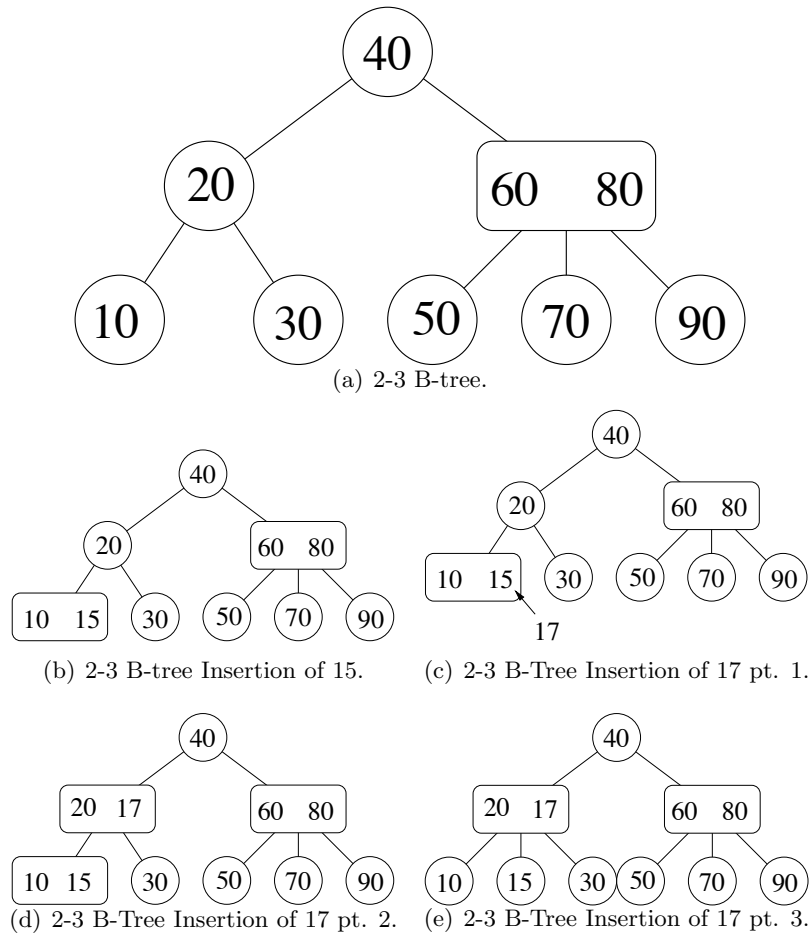 40
20 60 80
10 30 50 70 90
(a) 2-3 B-tree.
40
20 60 80
10 15 30 50 70 90
(b) 2-3 B-tree Insertion of 15.
40
20 60 80
10 15 30 50 70 90
17
(c) 2-3 B-Tree Insertion of 17 pt. 1.
40
20 17 60 80
10 15 30 50 70 90
(d) 2-3 B-Tree Insertion of 17 pt. 2.
40
20 17 60 80
10 15 30 50 70 90
(e) 2-3 B-Tree Insertion of 17 pt. 3.